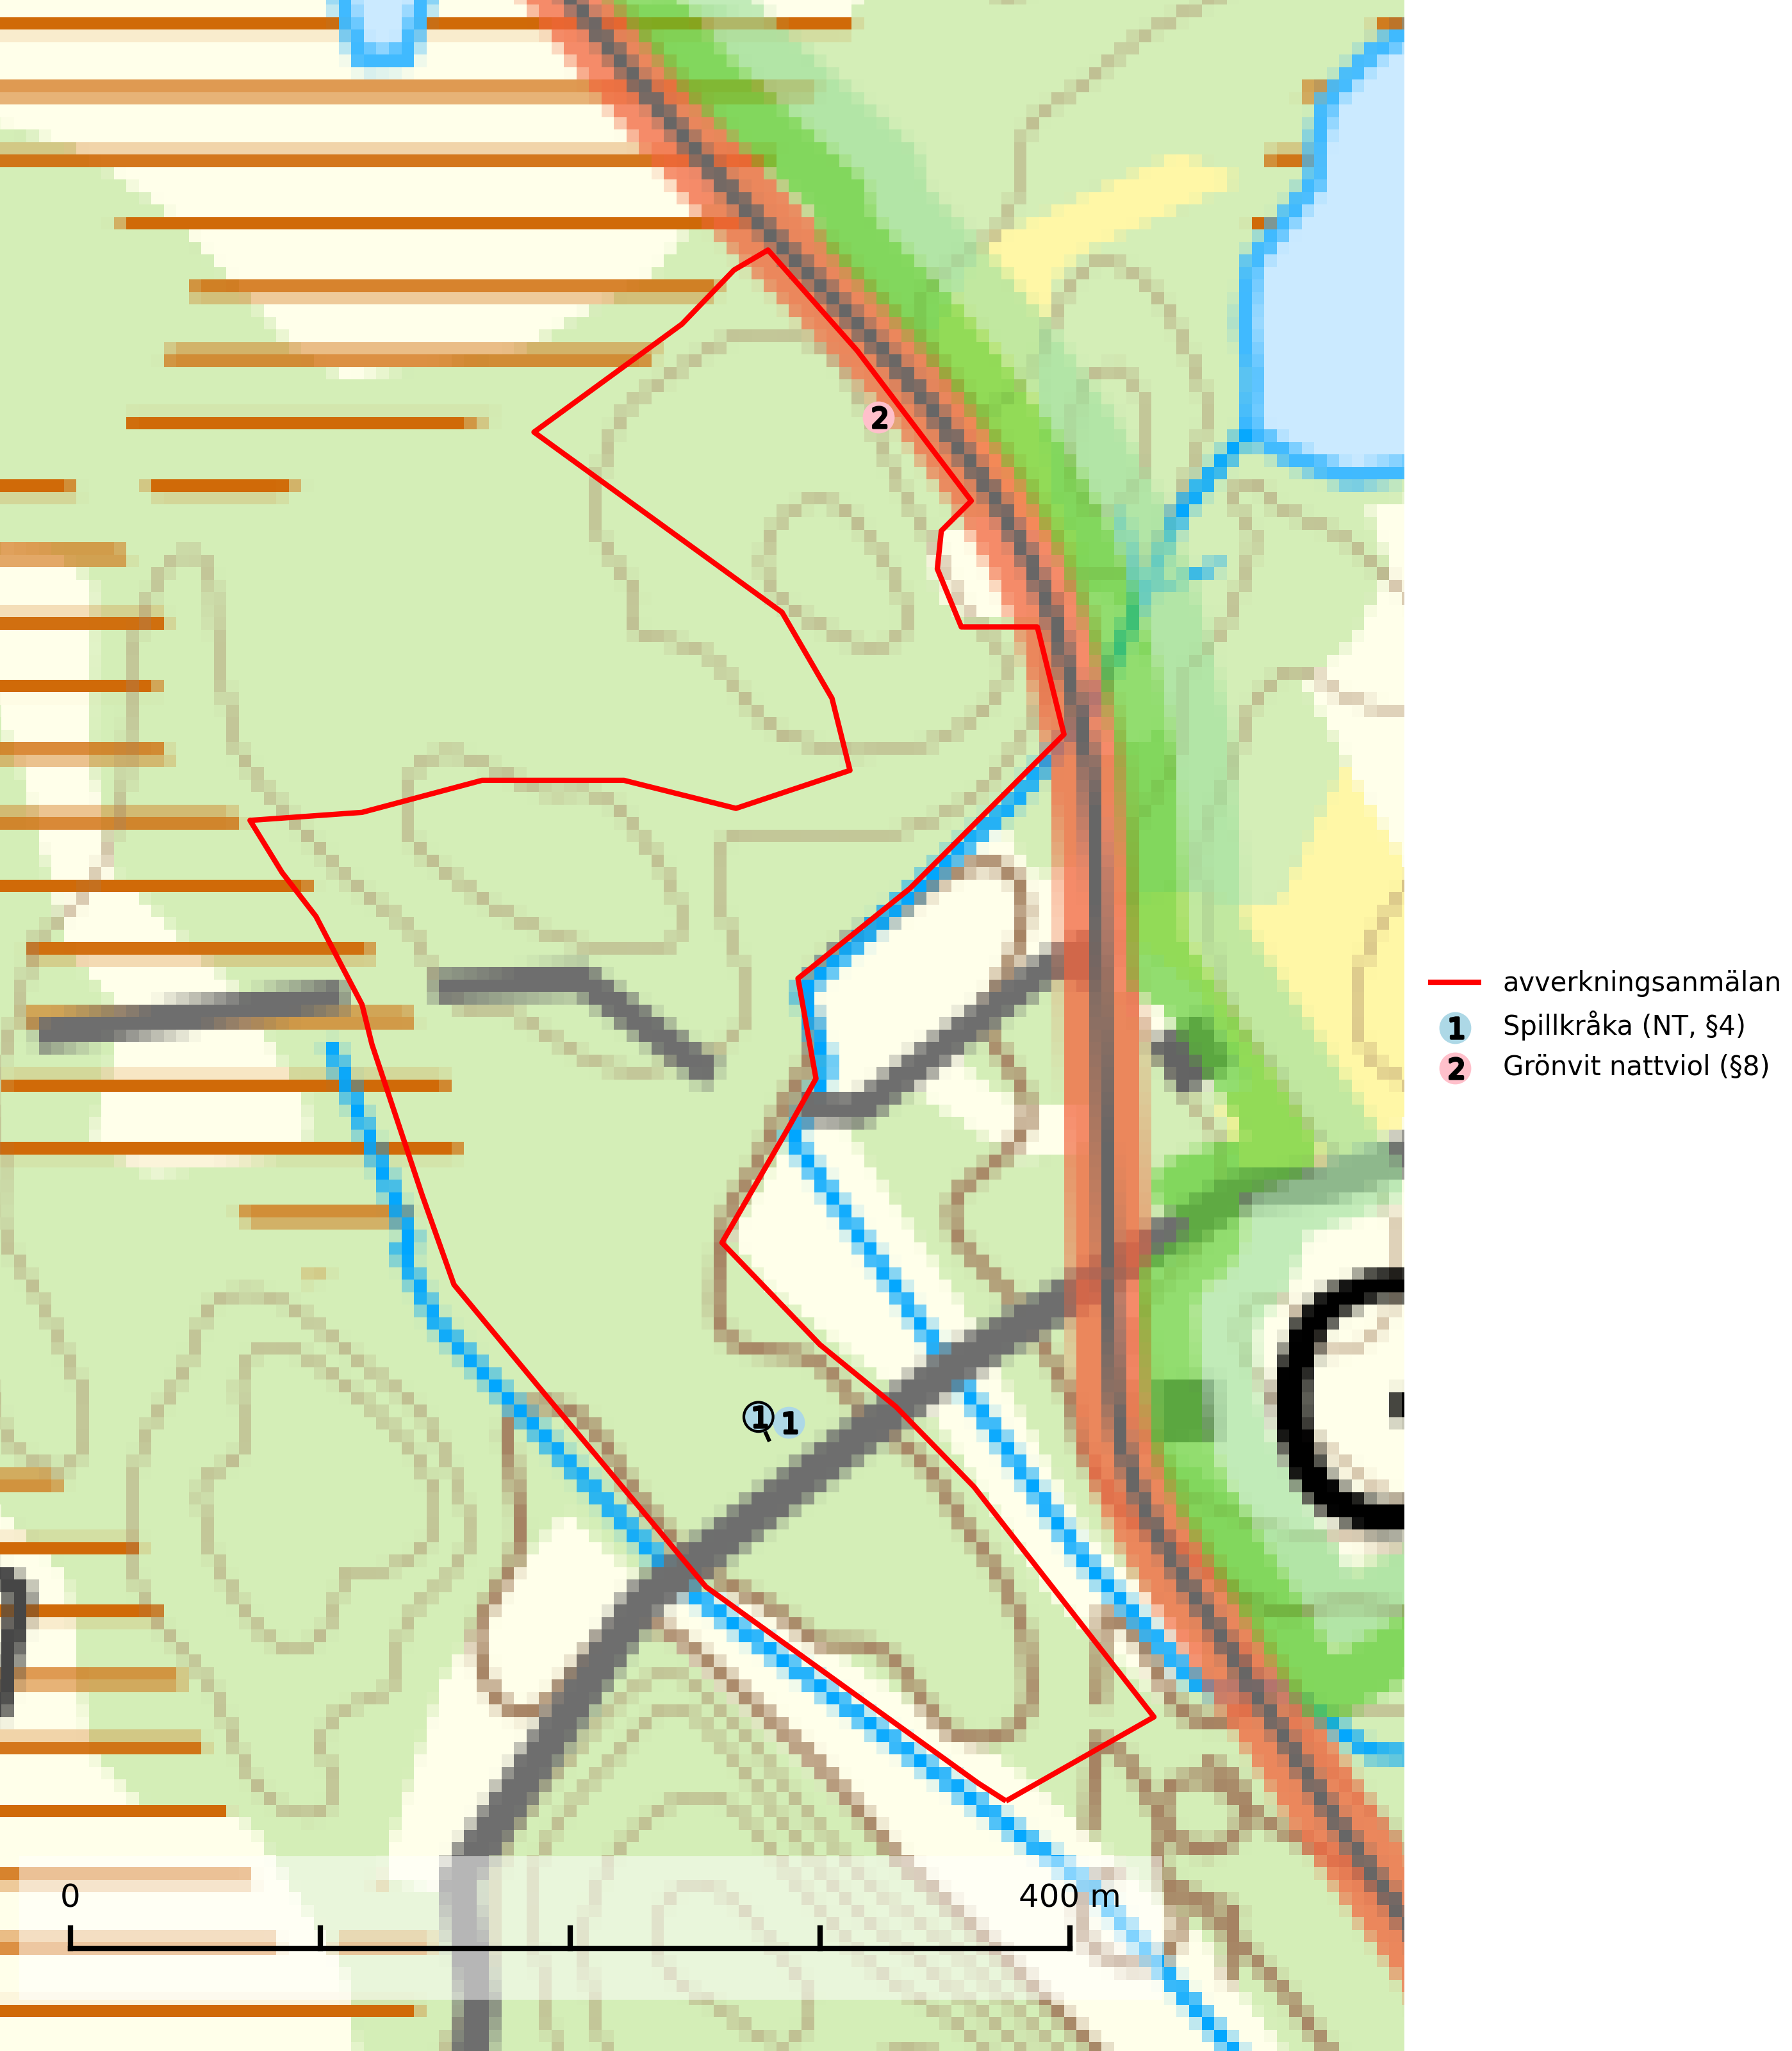 2
avverkningsanmälan
1 Spillkråka (NT, §4)
2 Grönvit nattviol (§8)
1 1
0 400 m